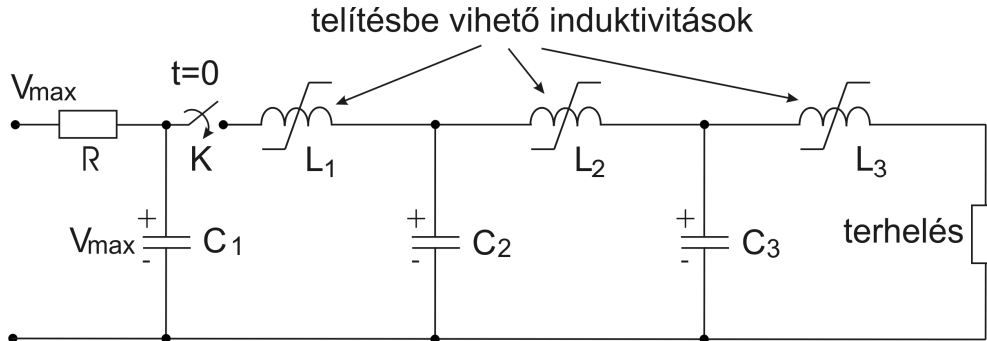 telítésbe vihető induktivitások
Vmax
t=0
R
K
L1
L2
L3
+
Vmax
-
C1
+
-
C2
+
-
C3
terhelés